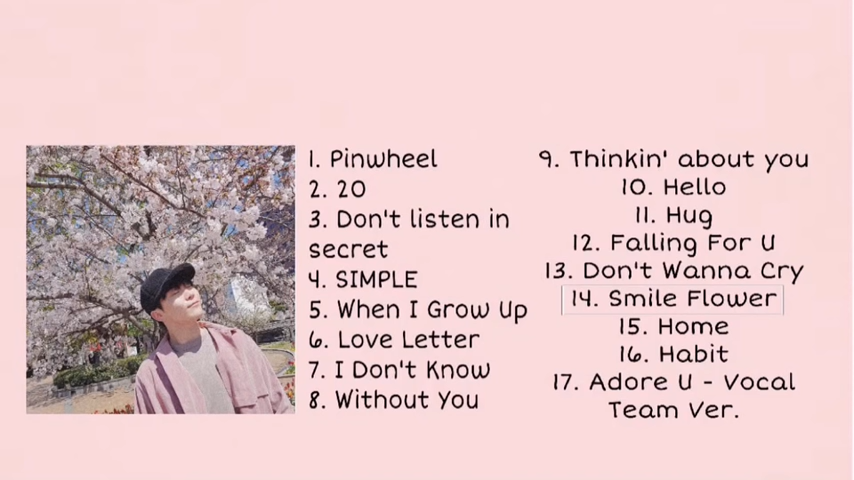 1. Pinwheel
2. 20
3. Don't listen in
secret
4. SIMPLE
5. When I Grow Up
6. Love Letter
7. I Don't Know
8. Without You
9. Thinkin' about you
10. Hello
11. Hug
12. Falling For U
13. Don't Wanna Cry
14. Smile Flower
15. Home
16. Habit
17. Adore U - Vocal
Team Ver.